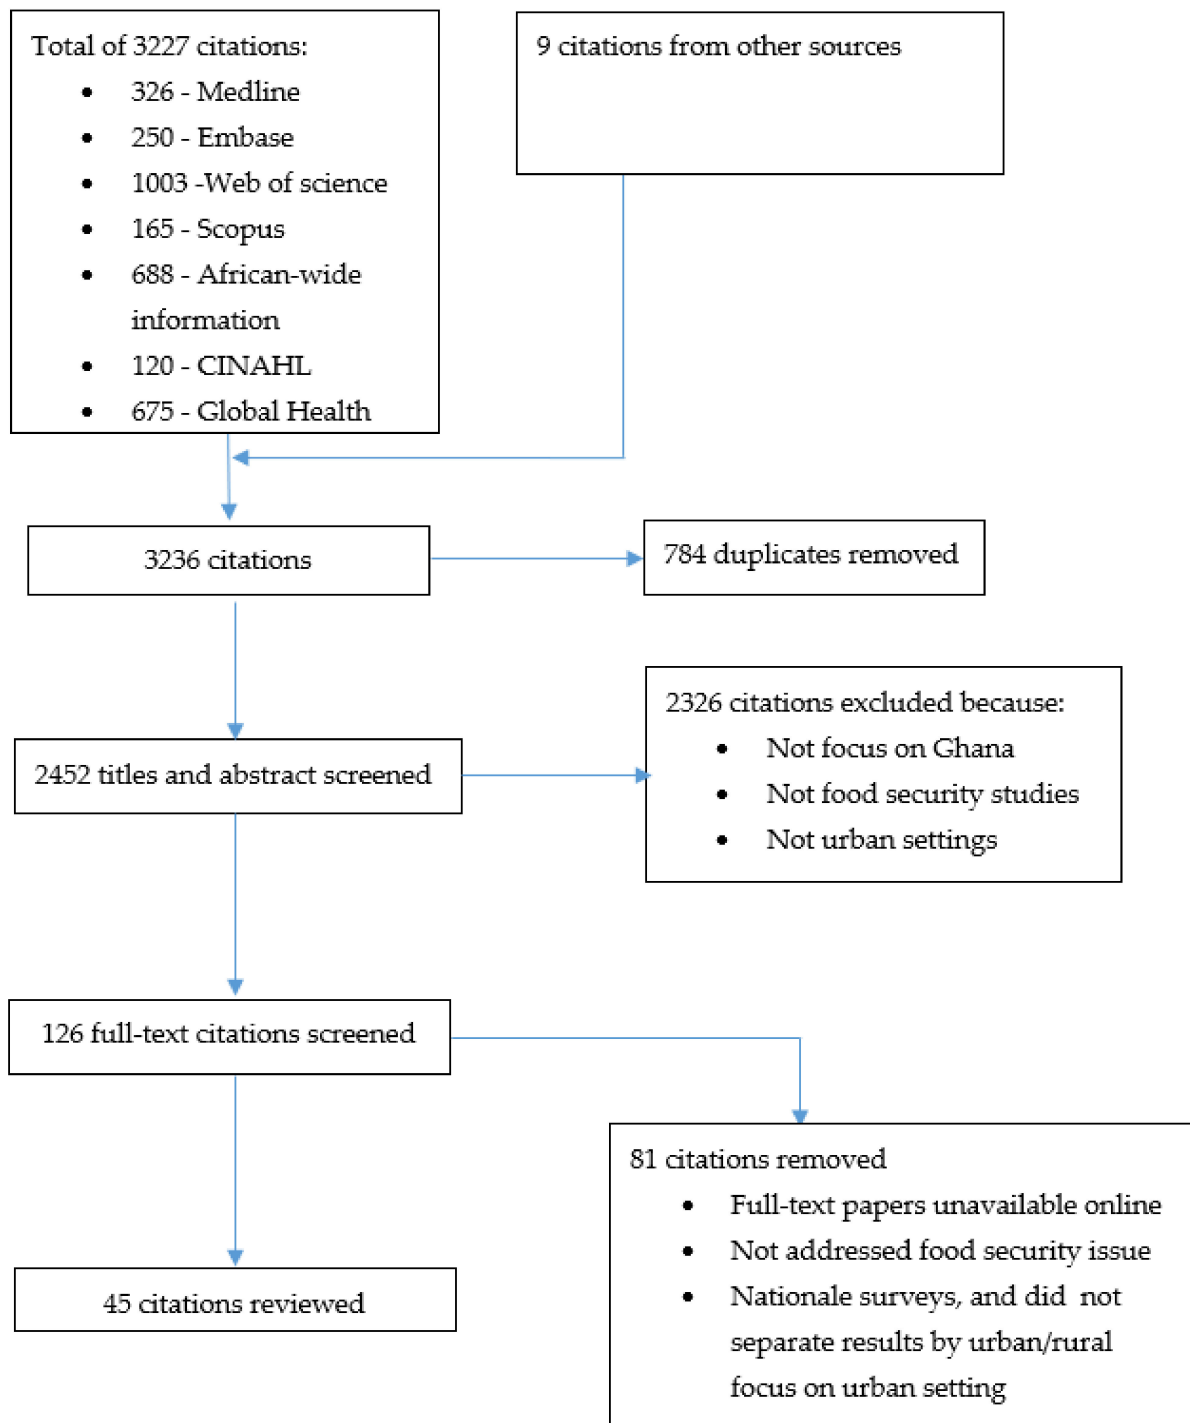 Total of 3227 citations:
• 326 - Medline
• 250 - Embase
• 1003 -Web of science
• 165 - Scopus
• 688 - African-wide
information
• 120 - CINAHL
• 675 - Global Health
9 citations from other sources
3236 citations
784 duplicates removed
2452 titles and abstract screened
2326 citations excluded because:
• Not focus on Ghana
• Not food security studies
• Not urban settings
126 full-text citations screened
81 citations removed
• Full-text papers unavailable online
• Not addressed food security issue
• Nationale surveys, and did not
separate results by urban/rural
focus on urban setting
45 citations reviewed